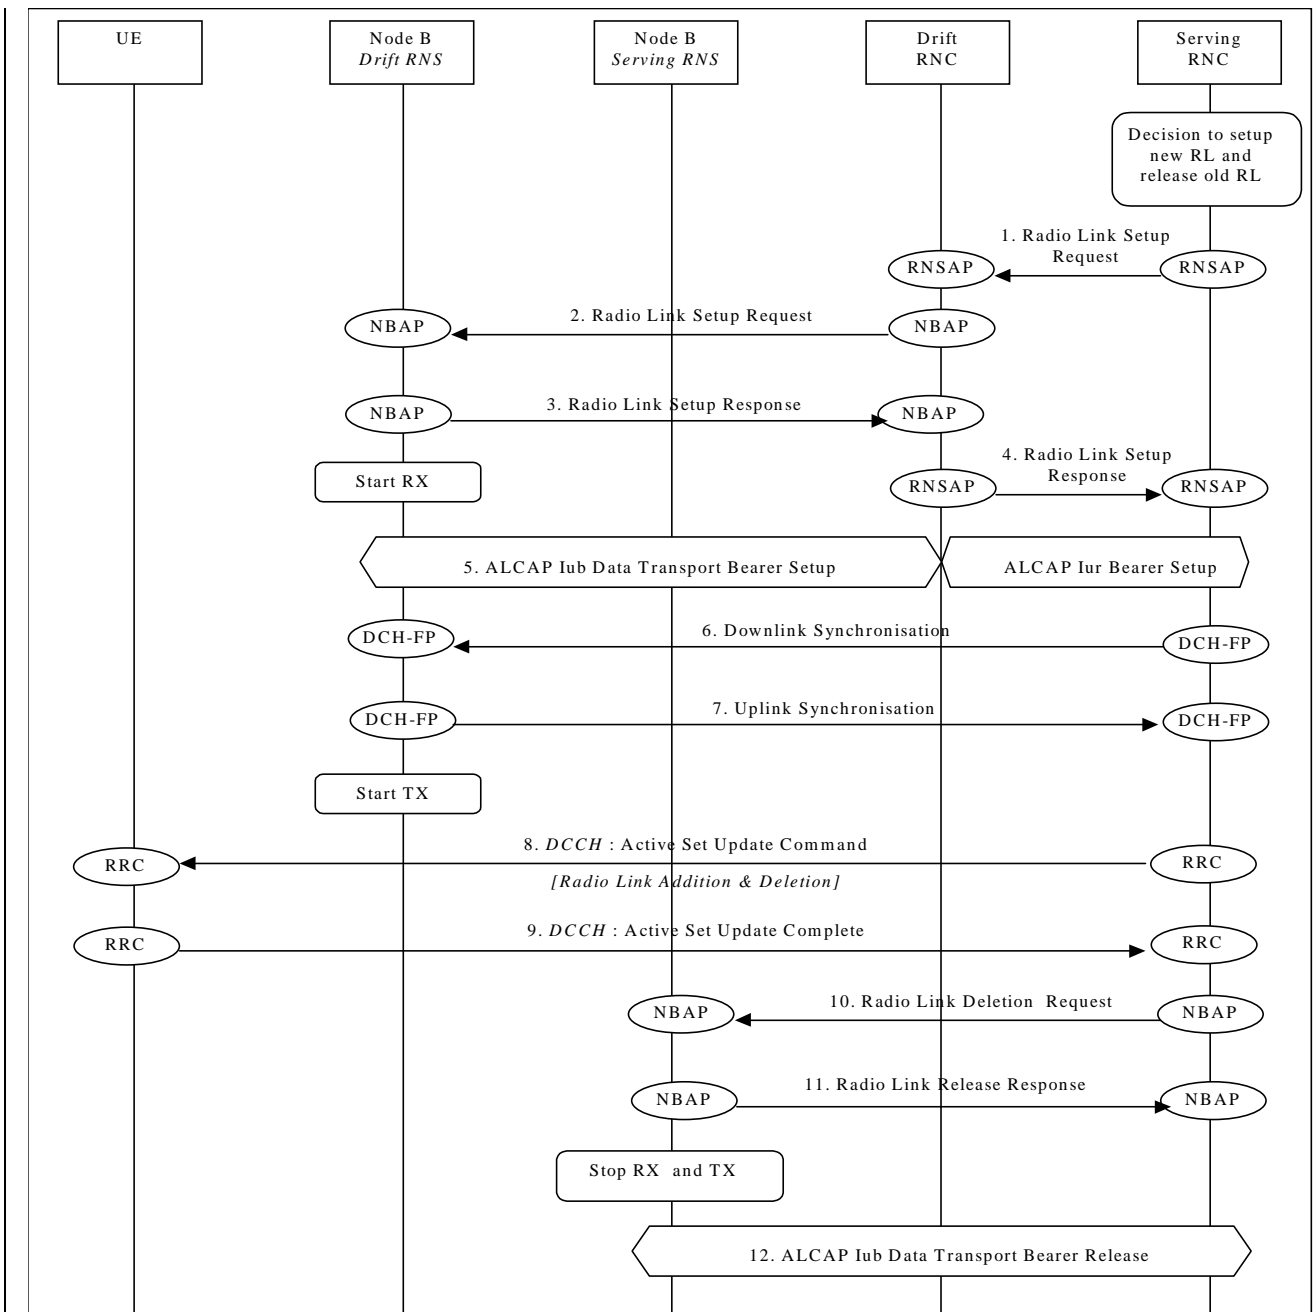 UE
Node B
Drift RNS
Node B
Serving RNS
Drift
RNC
Serving
RNC
Decision to setup
new RL and
release old RL
1. Radio Link Setup
Request
RNSAP
RNSAP
NBAP
2. Radio Link Setup Request
NBAP
NBAP
3. Radio Link Setup Response
NBAP
Start RX
4. Radio Link Setup
Response
RNSAP
RNSAP
5. ALCAP Iub Data Transport Bearer Setup
ALCAP Iur Bearer Setup
DCH-FP
6. Downlink Synchronisation
DCH-FP
DCH-FP
7. Uplink Synchronisation
DCH-FP
Start TX
RRC
8. DCCH : Active Set Update Command
[Radio Link Addition & Deletion]
RRC
RRC
9. DCCH : Active Set Update Complete
RRC
NBAP
10. Radio Link Deletion Request
NBAP
NBAP
11. Radio Link Release Response
NBAP
Stop RX and TX
12. ALCAP Iub Data Transport Bearer Release